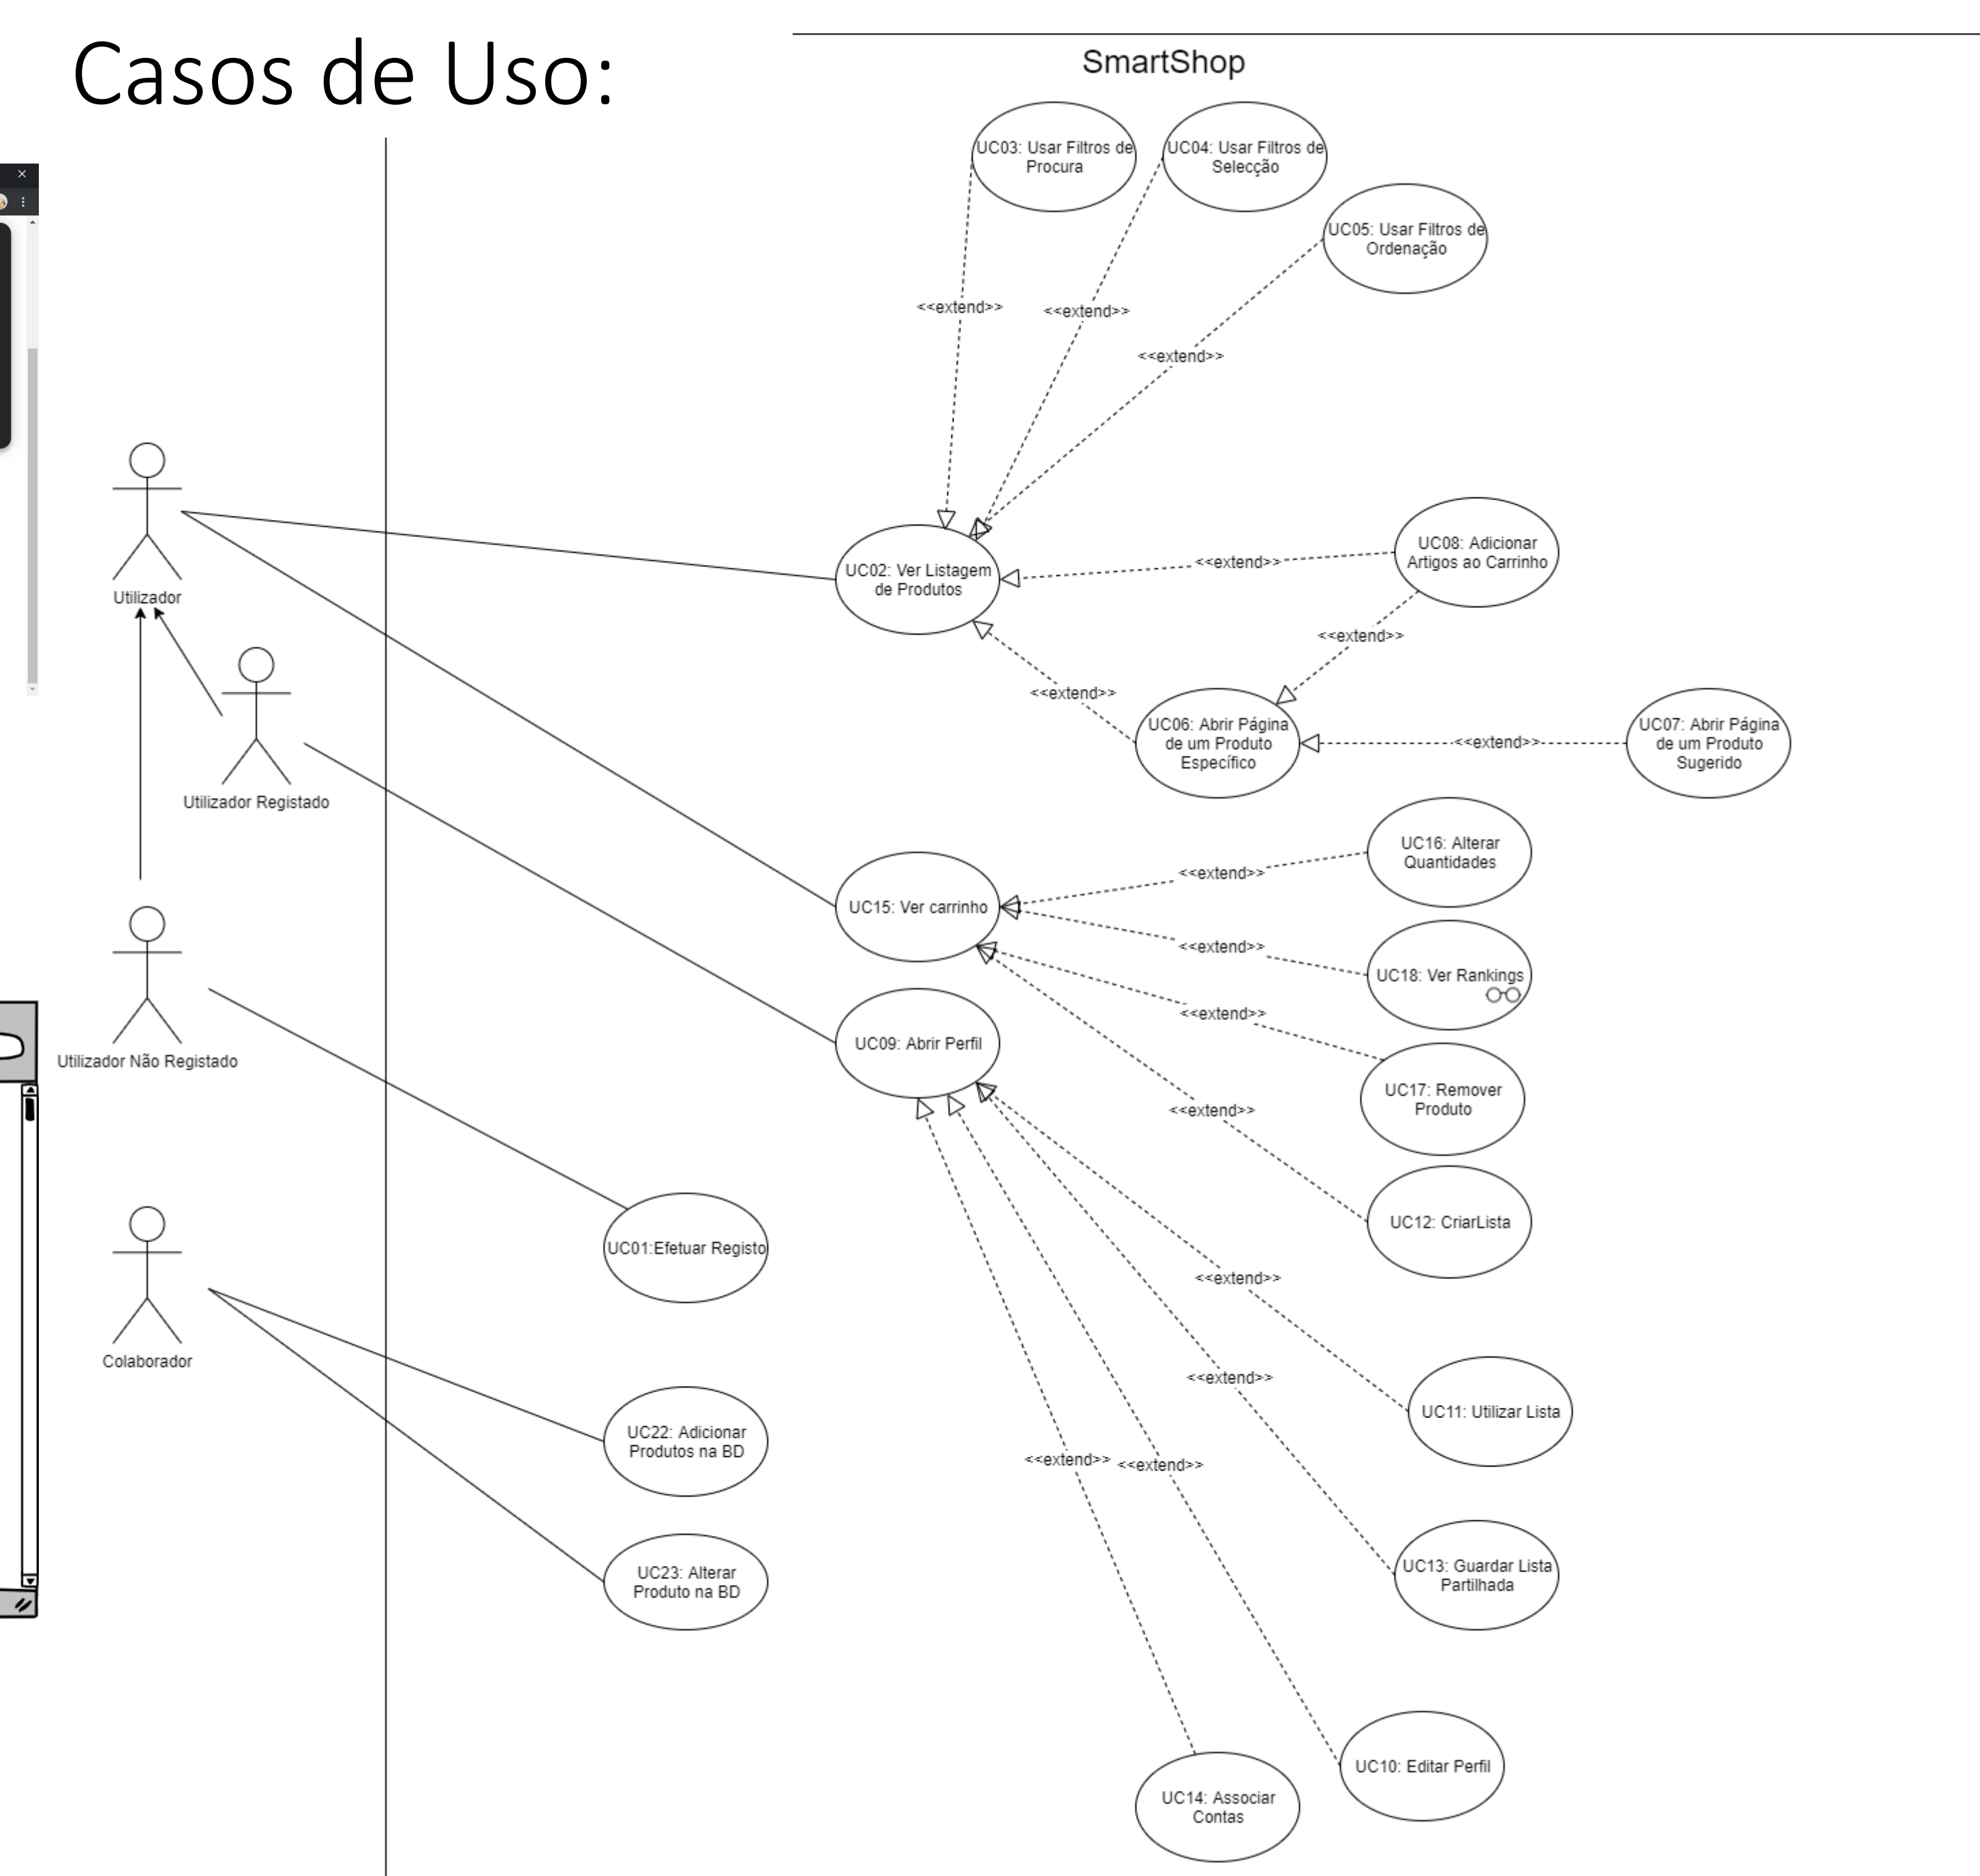 Casos de Uso:
SmartShop
UC03: Usar Filtros de
Procura
UC04: Usar Filtros de
Selecção
UC05: Usar Filtros de
Ordenação
<<extend>>
<<extend>>
<<extend>>
Utilizador
UC02: Ver Listagem
de Produtos
<<extend>>
UC08: Adicionar
Artigos ao Carrinho
<<extend>>
<<extend>>
UC06: Abrir Página
de um Produto
Específico
<<extend>>
UC07: Abrir Página
de um Produto
Sugerido
Utilizador Registado
UC15: Ver carrinho
<<extend>>
UC16: Alterar
Quantidades
<<extend>>
UC18: Ver Rankings
<<extend>>
UC17: Remover
Produto
<<extend>>
UC12: CriarLista
Utilizador Não Registado
UC09: Abrir Perfil
UC01:Efetuar Registo
<<extend>>
UC11: Utilizar Lista
<<extend>>
UC13: Guardar Lista
Partilhada
Colaborador
UC22: Adicionar
Produtos na BD
<<extend>>
<<extend>>
UC23: Alterar
Produto na BD
UC10: Editar Perfil
UC14: Associar
Contas